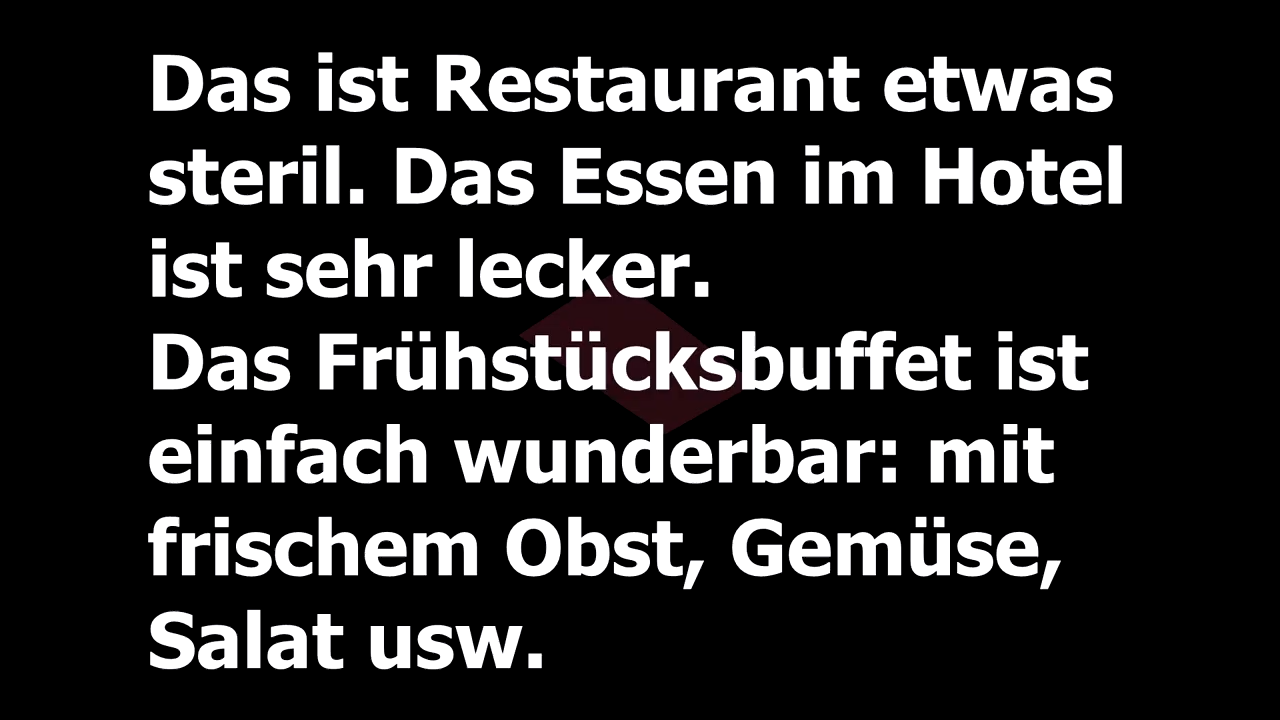 Das ist Restaurant etwas
steril. Das Essen im Hotel
ist sehr lecker.
Das Frühstücksbuffet ist
einfach wunderbar: mit
frischem Obst, Gemüse,
Salat usw.